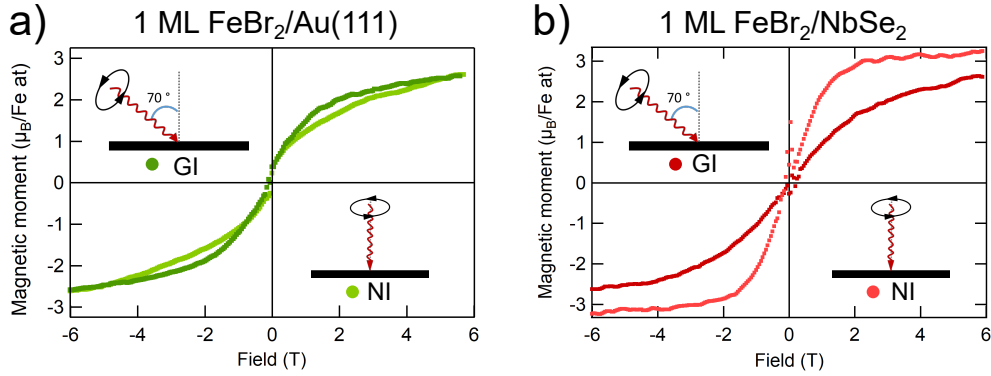 a) 1 ML FeBr₂/Au(111)
Magnetic moment (μ_B/Fe at)
3
2
1
0
-1
-2
-3
70 °
GI
NI
-6 -4 -2 0 2 4 6
Field (T)
b) 1 ML FeBr₂/NbSe₂
Magnetic moment (μ_B/Fe at)
3
2
1
0
-1
-2
-3
70 °
GI
NI
-6 -4 -2 0 2 4 6
Field (T)